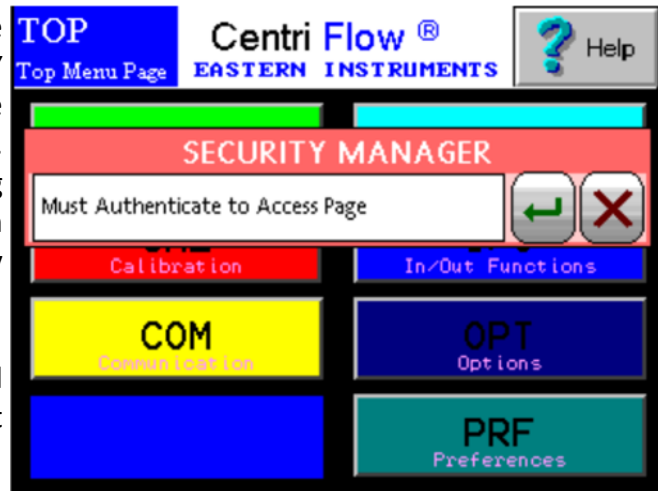 TOP
Top Menu Page
Centri Flow ®
EASTERN INSTRUMENTS
Help
SECURITY MANAGER
Must Authenticate to Access Page
Calibration
In/Out Functions
COM
Communication
OPT
Options
PRF
Preferences